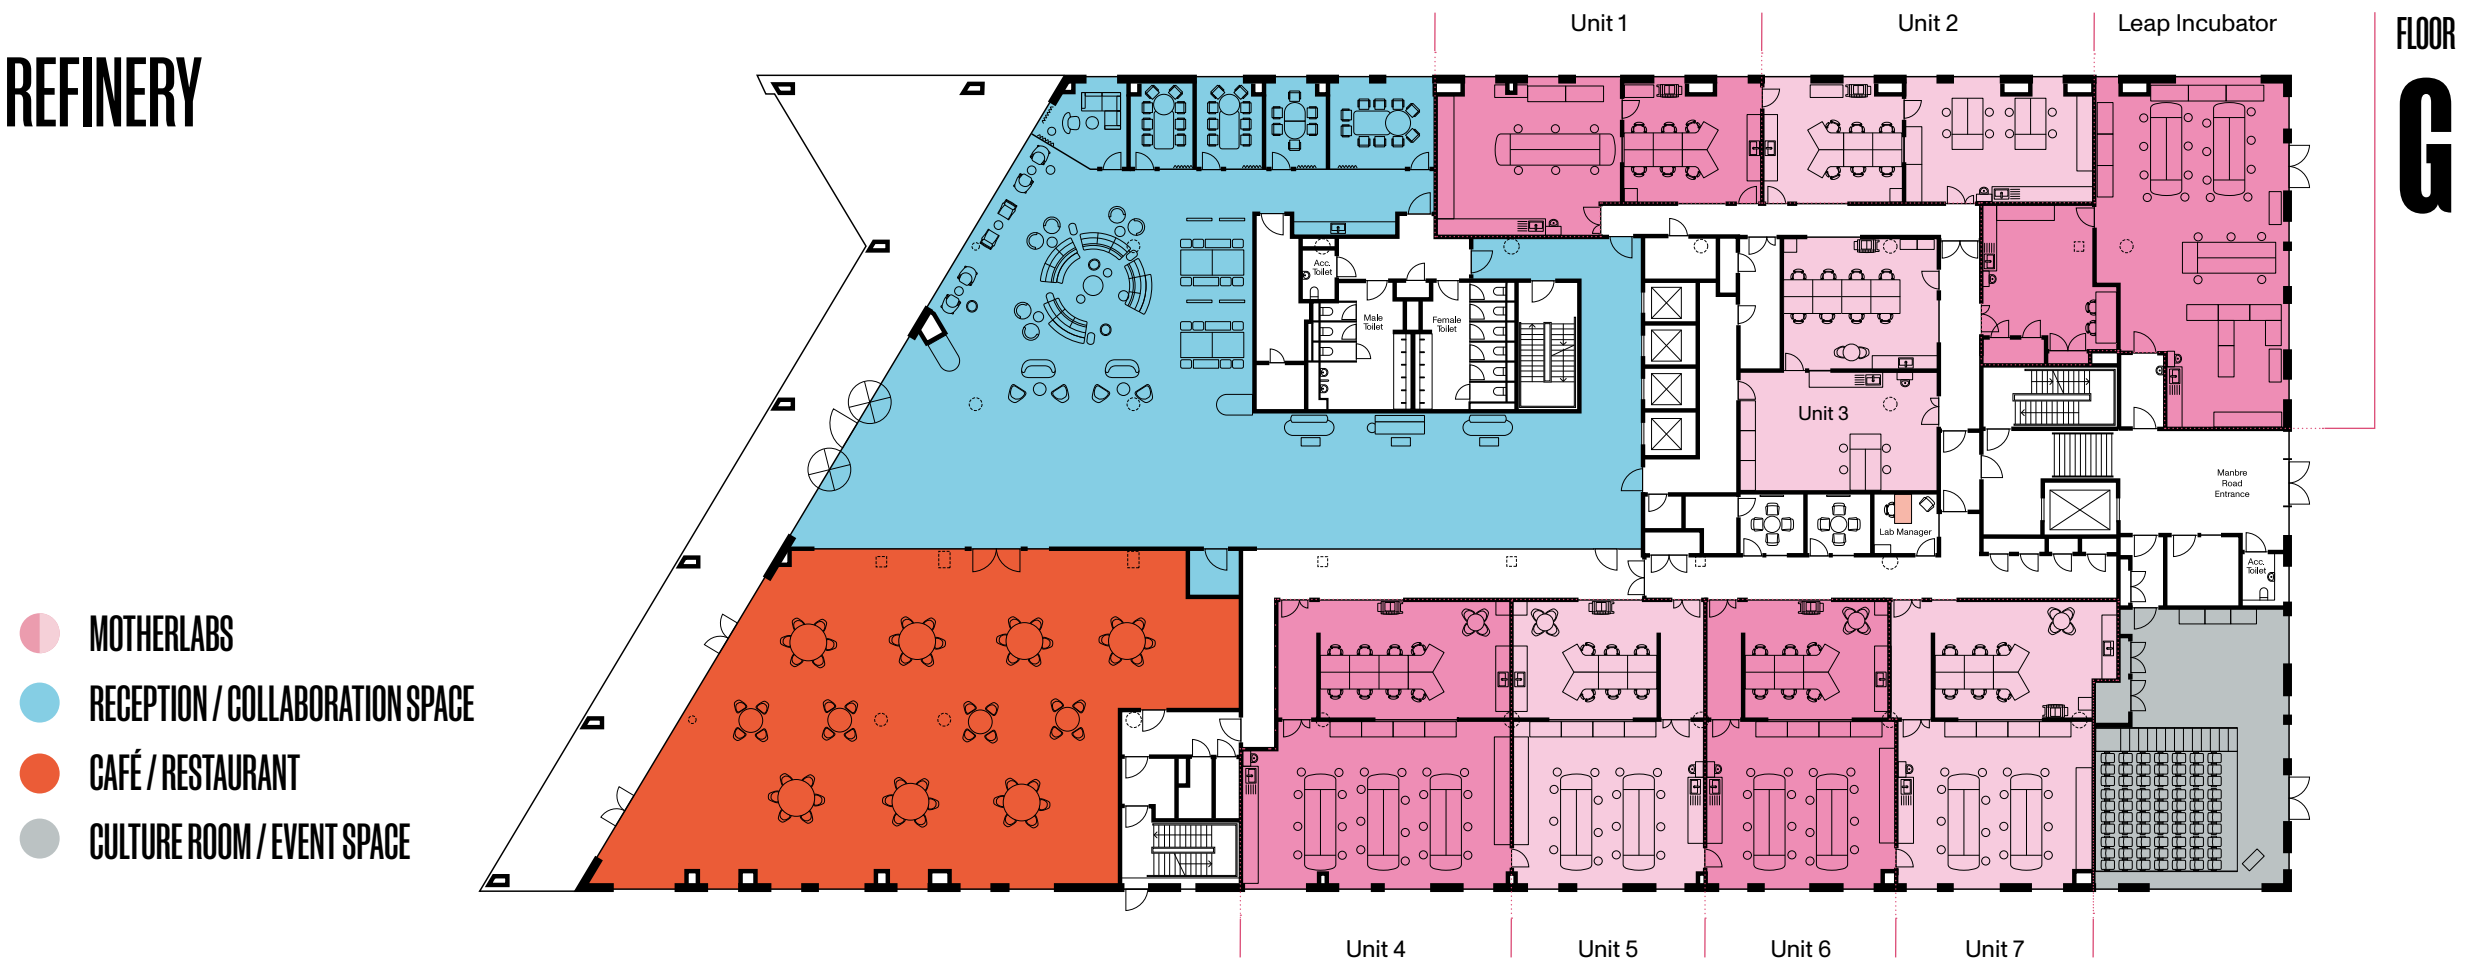 Unit 1
Unit 2
Leap Incubator
FLOOR
G
REFINERY
Acc.
Toilet
Male
Toilet
Female
Toilet
Unit 3
Manbre
Road
Entrance
Lab Manager
Acc.
Toilet
MOTHERLABS
RECEPTION / COLLABORATION SPACE
CAFÉ / RESTAURANT
CULTURE ROOM / EVENT SPACE
Unit 4
Unit 5
Unit 6
Unit 7